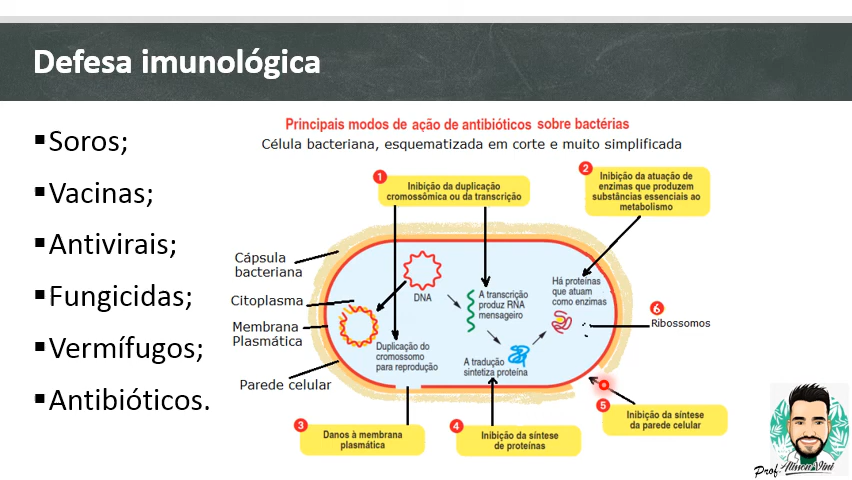 Defesa imunológica
▪Soros;
▪Vacinas;
▪Antivirais;
▪Fungicidas;
▪Vermífugos;
▪Antibióticos.
Principais modos de ação de antibióticos sobre bactérias
Célula bacteriana, esquematizada em corte e muito simplificada
1
Inibição da duplicação
cromossômica ou da transcrição
2
Inibição da atuação de
enzimas que produzem
substâncias essenciais ao
metabolismo
Cápsula
bacteriana
Citoplasma
Membrana
Plasmática
Parede celular
DNA
Duplicação do
cromossomo
para reprodução
A transcrição
produz RNA
mensageiro
A tradução
sintetiza proteína
Há proteínas
que atuam
como enzimas
6
Ribossomos
3
Danos à membrana
plasmática
4
Inibição da síntese
de proteínas
5
Inibição da síntese
da parede celular
Prof. Alisson Vini